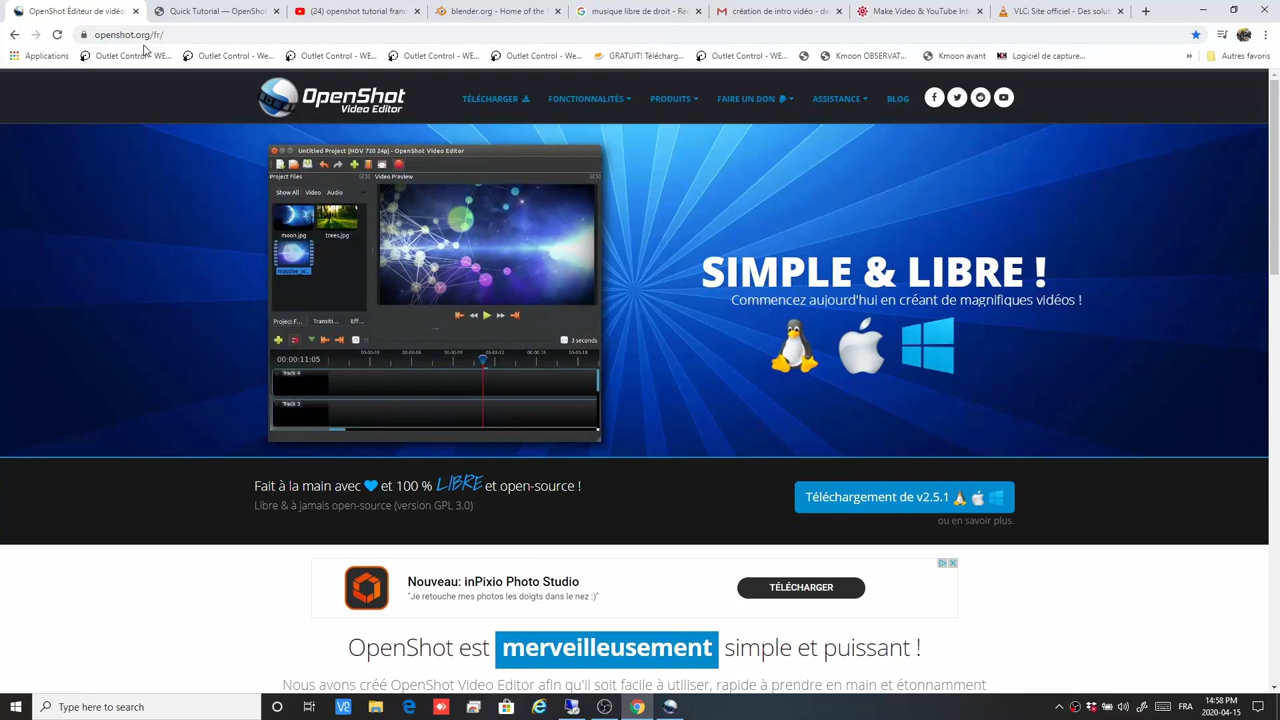 OpenShot Éditeur de vidéo
Quick Tutorial — OpenShot
(24) openshot tutorial franc
blender.org - Home of the
musique libre de droit - Rec
création de intro vidéo - de
Make Video & YouTube Int
VLC: Site officiel - Des solut
openshot.org/fr/
Applications
Outlet Control - WE...
Outlet Control - WE...
Outlet Control - WE...
Outlet Control - WE...
GRATUIT! Télécharg...
Outlet Control - WE...
Kmoon OBSERVAT...
Kmoon avant
Logiciel de capture...
»
Autres favoris
OpenShot
Video Editor
TÉLÉCHARGER
FONCTIONNALITÉS
PRODUITS
FAIRE UN DON
ASSISTANCE
BLOG
Untitled Project [HDV 720 24p] - OpenShot Video Editor
Project Files
Video Preview
Show All
Video
Audio
moon.jpg
trees.jpg
massive_w...
Project F...
Transiti...
Eff...
3 seconds
00:00:11:05
Track 4
Track 3
SIMPLE & LIBRE !
Commencez aujourd'hui en créant de magnifiques vidéos !
Fait à la main avec et 100 % LIBRE et open-source !
Libre & à jamais open-source (version GPL 3.0)
Téléchargement de v2.5.1
ou en savoir plus.
Nouveau: inPixio Photo Studio
"Je retouche mes photos les doigts dans le nez :)"
TÉLÉCHARGER
OpenShot est merveilleusement simple et puissant !
Nous avons créé OpenShot Video Editor afin qu'il soit facile à utiliser, rapide à prendre en main et étonnamment
Type here to search
FRA
14:58 PM
2020-04-15